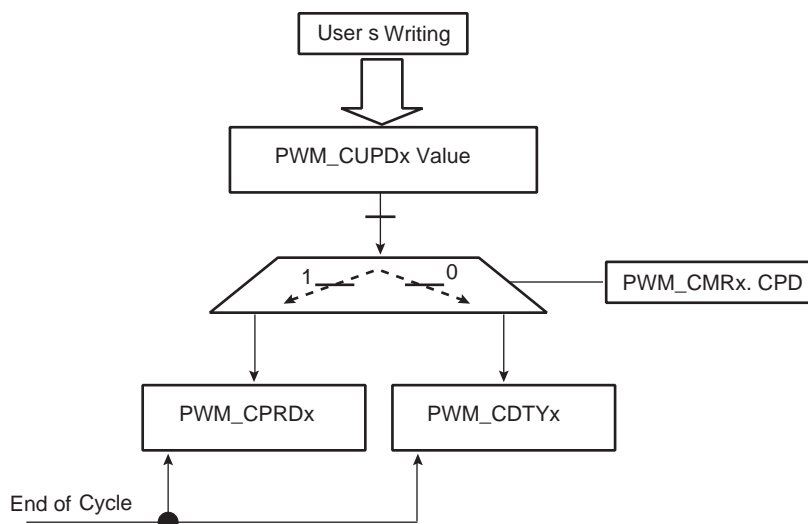 User s Writing
PWM_CUPDx Value
1 0
PWM_CMRx. CPD
PWM_CPRDx PWM_CDTYx
End of Cycle